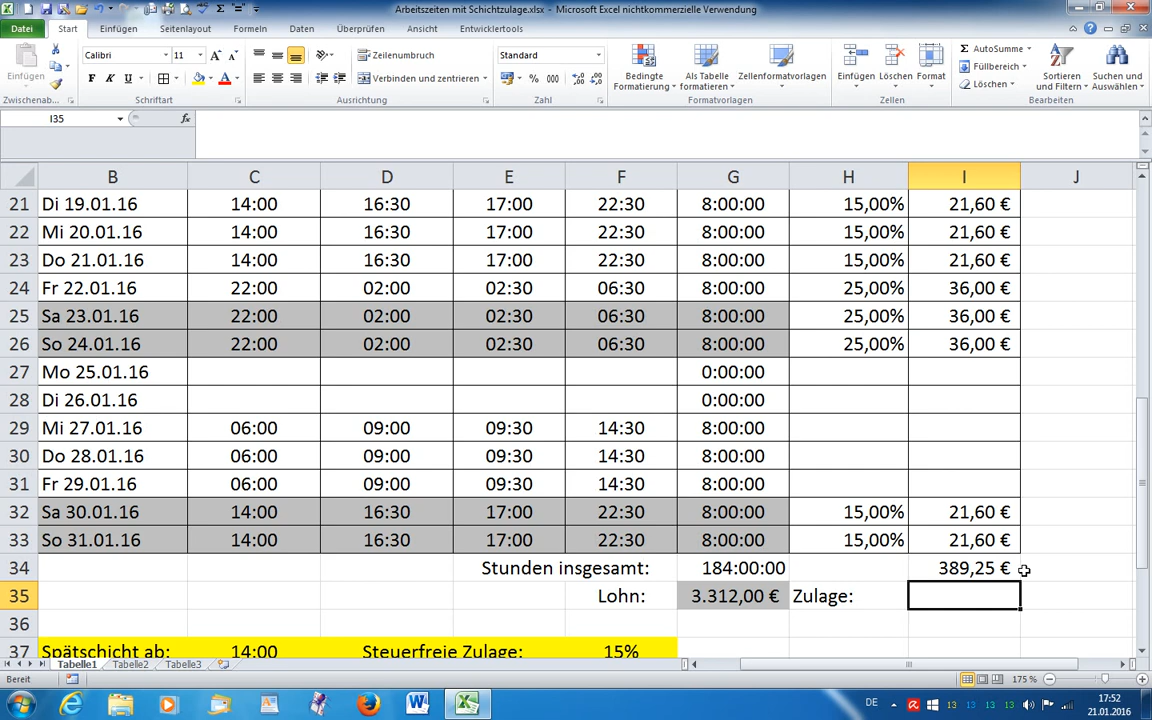 Arbeitszeiten mit Schichtzulage.xlsx - Microsoft Excel nichtkommerzielle Verwendung
Datei Start Einfügen Seitenlayout Formeln Daten Überprüfen Ansicht Entwicklertools
Einfügen Calibri 11 Zeilenumbruch Standard AutoSumme
F K U Verbinden und zentrieren % 000 Bedingte Formatierung Als Tabelle formatieren Zellenformatvorlagen Einfügen Löschen Format Füllbereich Löschen Sortieren und Filtern Suchen und Auswählen
Zwischenab... Schriftart Ausrichtung Zahl Formatvorlagen Zellen Bearbeiten
I35 fx
B C D E F G H I J
21 Di 19.01.16 14:00 16:30 17:00 22:30 8:00:00 15,00% 21,60 €
22 Mi 20.01.16 14:00 16:30 17:00 22:30 8:00:00 15,00% 21,60 €
23 Do 21.01.16 14:00 16:30 17:00 22:30 8:00:00 15,00% 21,60 €
24 Fr 22.01.16 22:00 02:00 02:30 06:30 8:00:00 25,00% 36,00 €
25 Sa 23.01.16 22:00 02:00 02:30 06:30 8:00:00 25,00% 36,00 €
26 So 24.01.16 22:00 02:00 02:30 06:30 8:00:00 25,00% 36,00 €
27 Mo 25.01.16 0:00:00
28 Di 26.01.16 0:00:00
29 Mi 27.01.16 06:00 09:00 09:30 14:30 8:00:00
30 Do 28.01.16 06:00 09:00 09:30 14:30 8:00:00
31 Fr 29.01.16 06:00 09:00 09:30 14:30 8:00:00
32 Sa 30.01.16 14:00 16:30 17:00 22:30 8:00:00 15,00% 21,60 €
33 So 31.01.16 14:00 16:30 17:00 22:30 8:00:00 15,00% 21,60 €
34 Stunden insgesamt: 184:00:00 389,25 €
35 Lohn: 3.312,00 € Zulage:
36
37 Spätschicht ab: 14:00 Steuerfreie Zulage: 15%
Tabelle1 Tabelle2 Tabelle3
Bereit 175 %
DE 13 13 13 13 17:52
21.01.2016